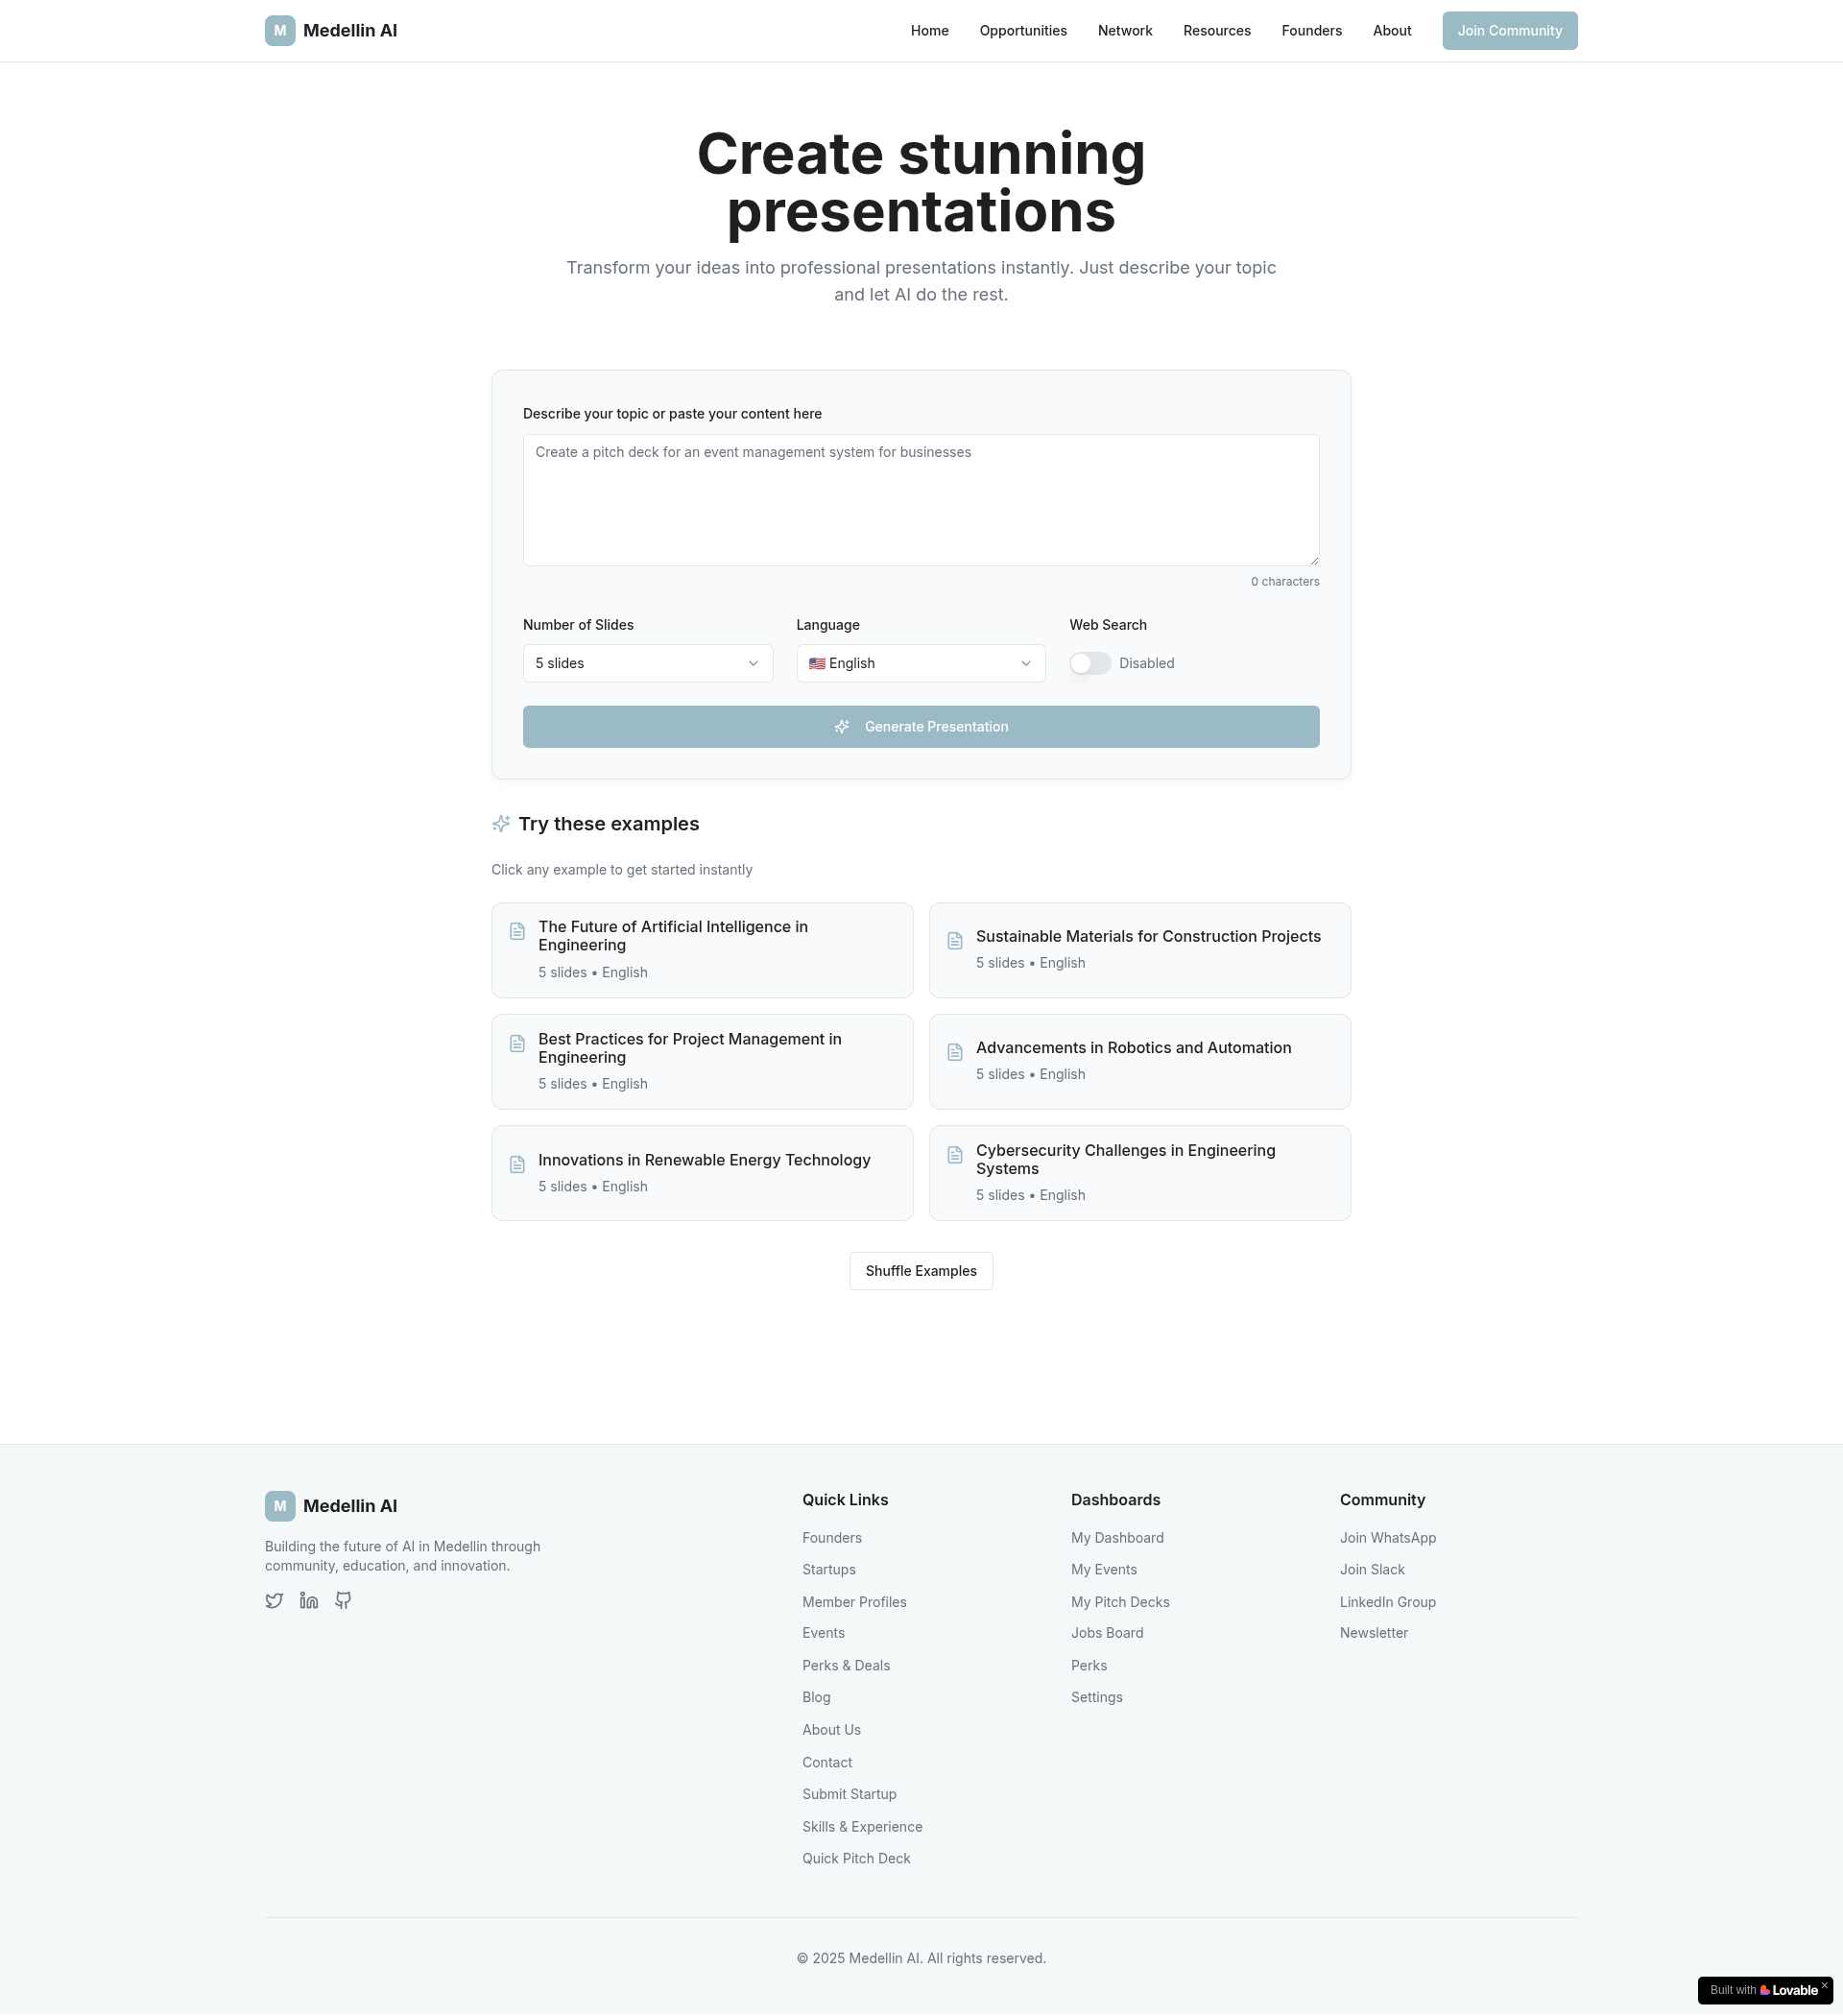 M Medellin AI
Home Opportunities Network Resources Founders About Join Community
Create stunning
presentations
Transform your ideas into professional presentations instantly. Just describe your topic
and let AI do the rest.
Describe your topic or paste your content here
Create a pitch deck for an event management system for businesses
0 characters
Number of Slides
5 slides
Language
🇺🇸 English
Web Search
Disabled
Generate Presentation
Try these examples
Click any example to get started instantly
The Future of Artificial Intelligence in
Engineering
5 slides • English
Sustainable Materials for Construction Projects
5 slides • English
Best Practices for Project Management in
Engineering
5 slides • English
Advancements in Robotics and Automation
5 slides • English
Innovations in Renewable Energy Technology
5 slides • English
Cybersecurity Challenges in Engineering
Systems
5 slides • English
Shuffle Examples
M Medellin AI
Building the future of AI in Medellin through
community, education, and innovation.
Quick Links
Founders
Startups
Member Profiles
Events
Perks & Deals
Blog
About Us
Contact
Submit Startup
Skills & Experience
Quick Pitch Deck
Dashboards
My Dashboard
My Events
My Pitch Decks
Jobs Board
Perks
Settings
Community
Join WhatsApp
Join Slack
LinkedIn Group
Newsletter
© 2025 Medellin AI. All rights reserved.
Built with Lovable